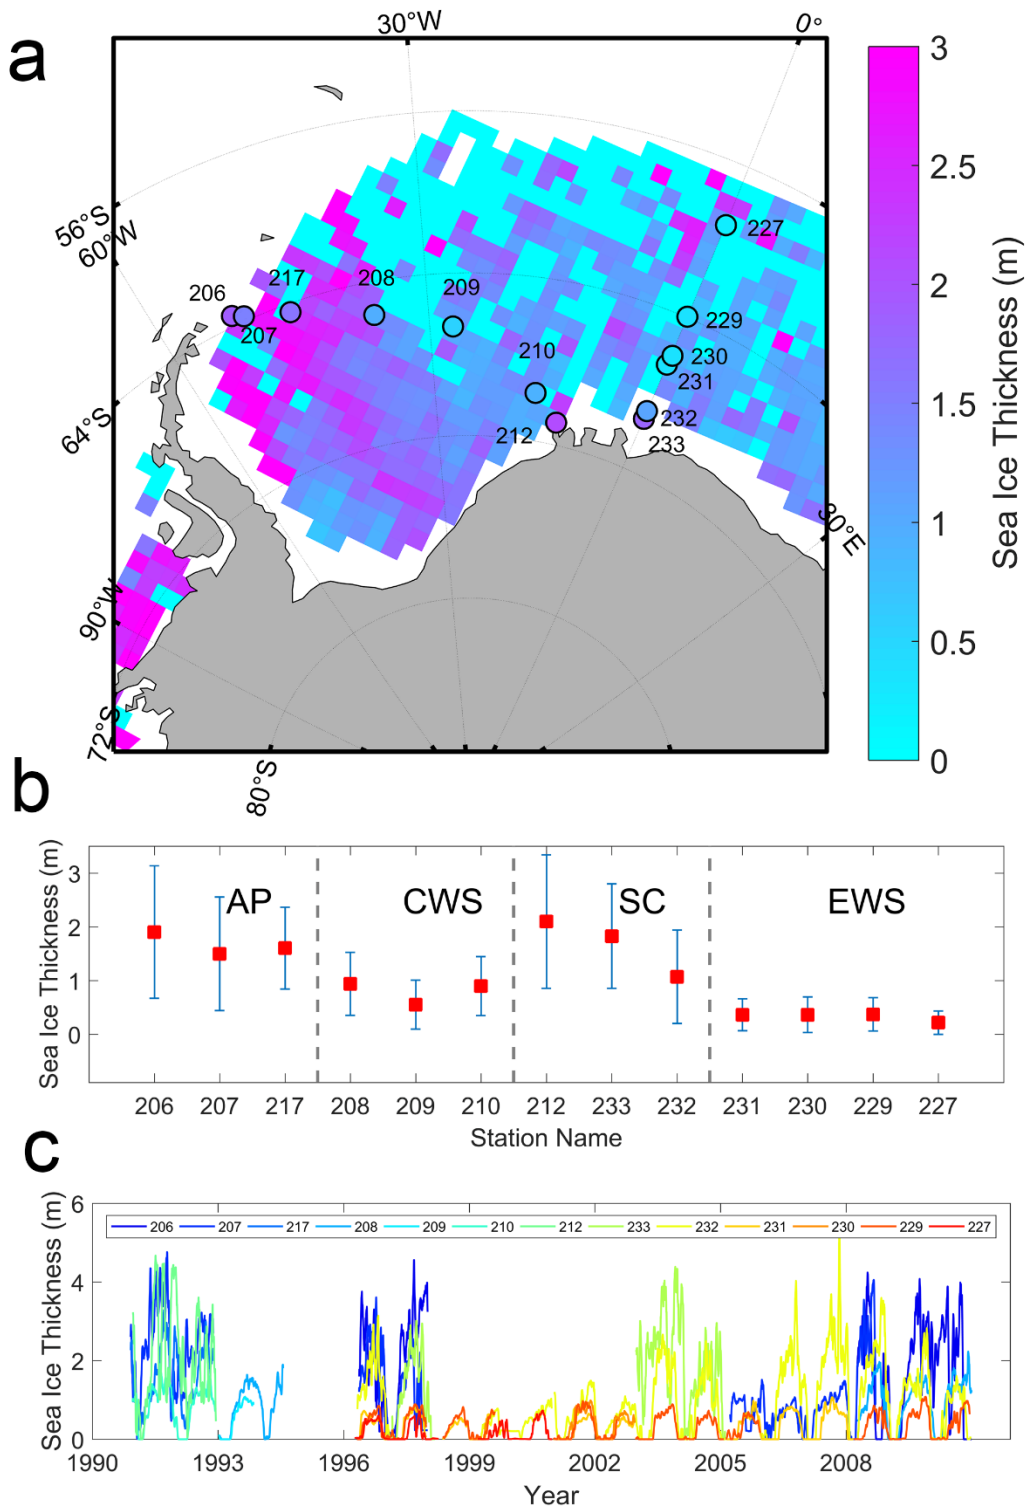 a
30°W
0°
56°S
60°W
64°S
90°W
72°S
80°S
30°E
206
207
217
208
209
210
212
227
229
230
231
232
233
3
2.5
2
1.5
1
0.5
0
Sea Ice Thickness (m)
b
Sea Ice Thickness (m)
3
2
1
0
AP
CWS
SC
EWS
206 207 217 208 209 210 212 233 232 231 230 229 227
Station Name
c
Sea Ice Thickness (m)
6
4
2
0
206 207 217 208 209 210 212 233 232 231 230 229 227
1990 1993 1996 1999 2002 2005 2008
Year